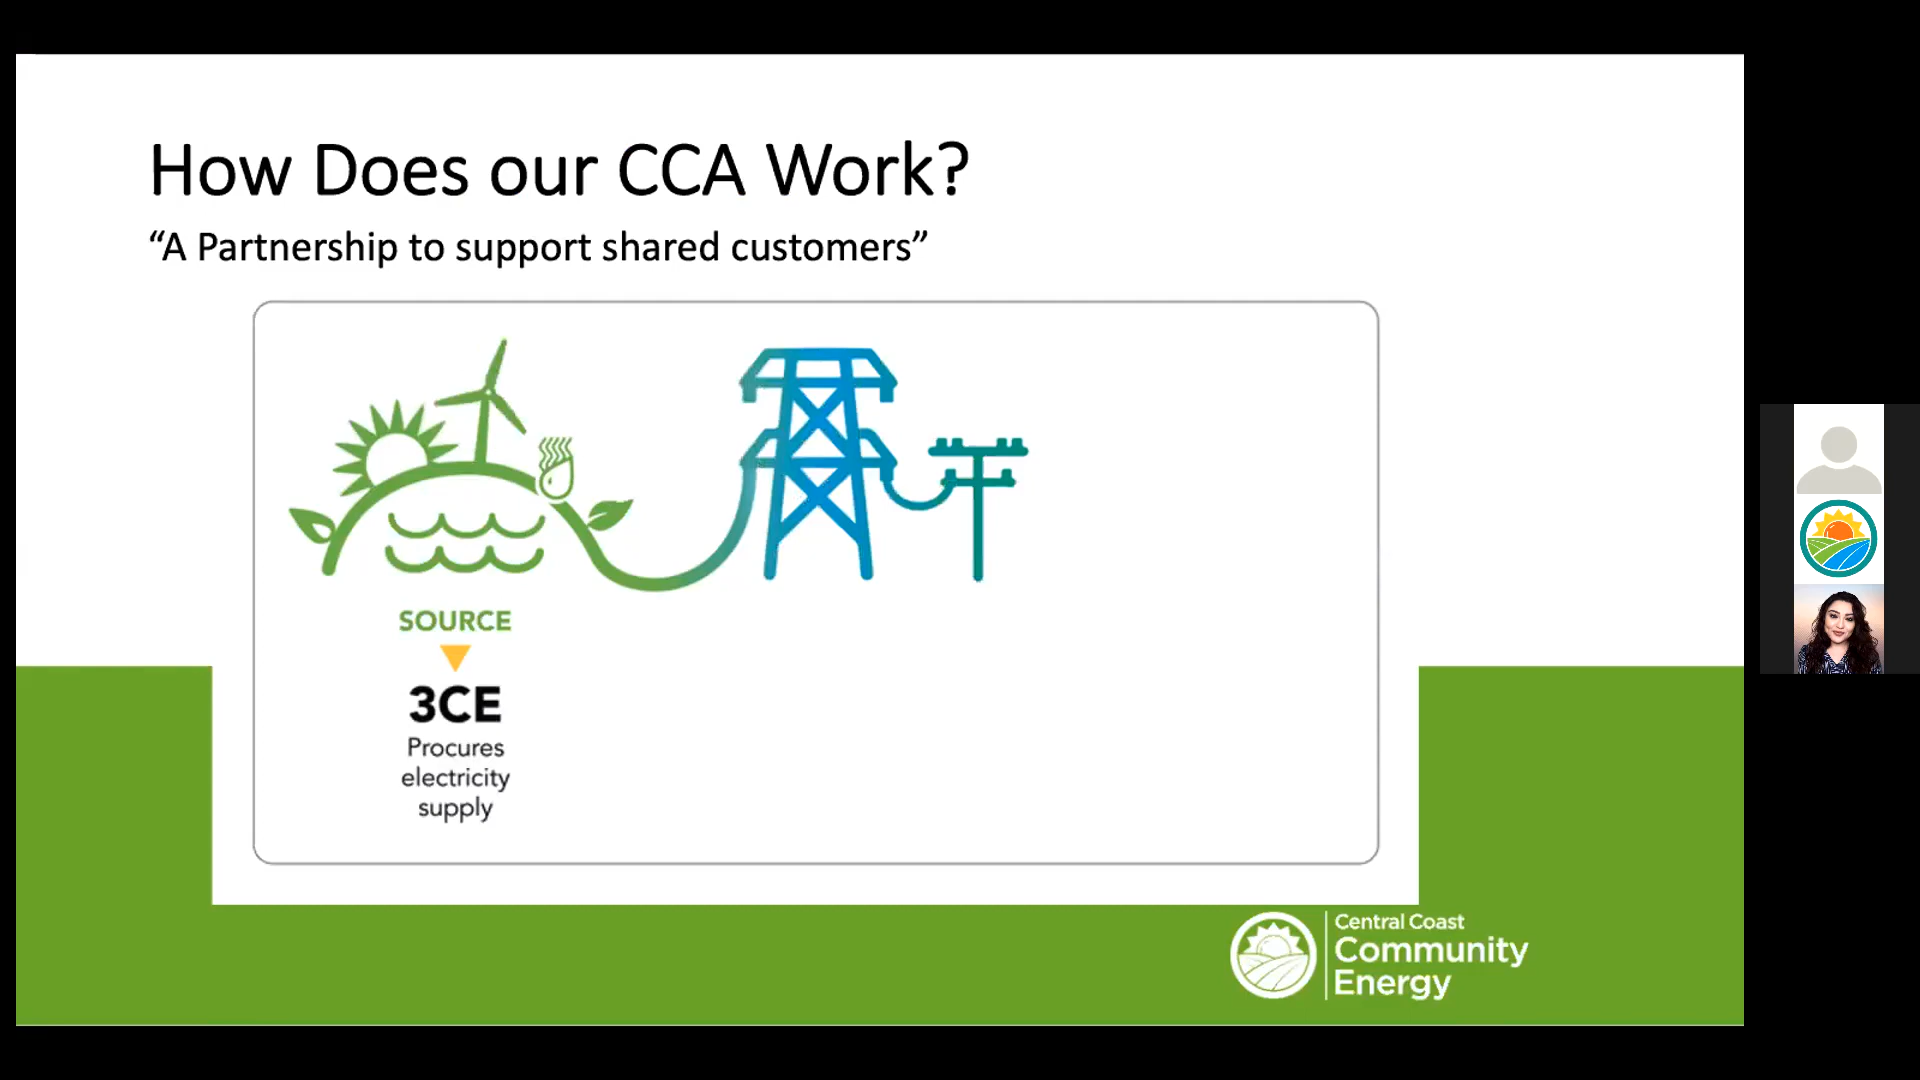 How Does our CCA Work?
“A Partnership to support shared customers”
SOURCE
3CE
Procures
electricity
supply
Central Coast
Community
Energy